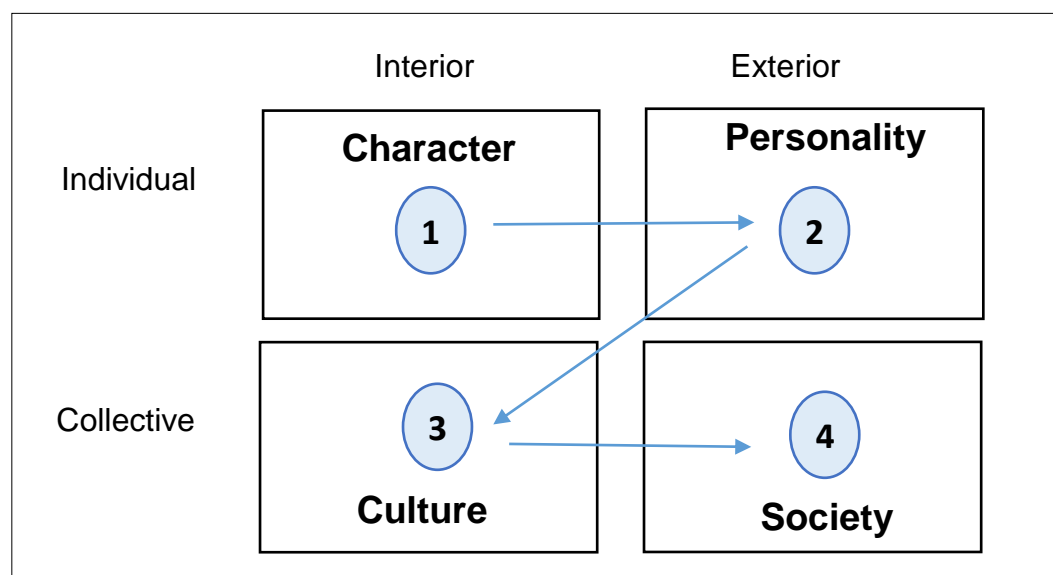 Interior Exterior
Individual
Character
1
Personality
2
Collective
3
Culture
4
Society